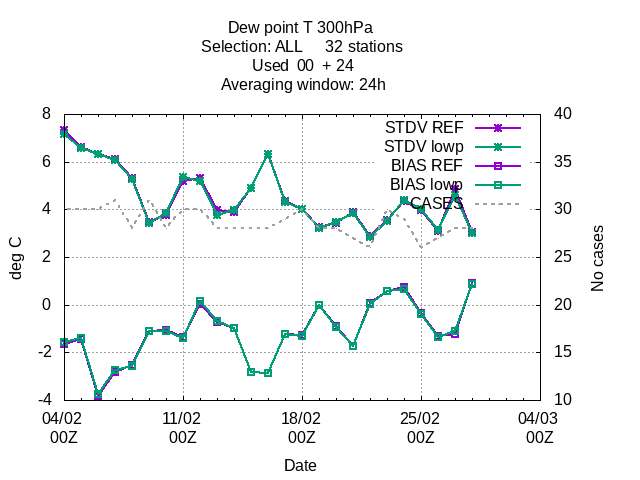 Dew point T 300hPa
Selection: ALL 32 stations
Used 00 + 24
Averaging window: 24h
STDV REF
STDV lowp
BIAS REF
BIAS lowp
CASES
deg C
8
6
4
2
0
-2
-4
40
35
30
25
20
15
10
No cases
04/02 11/02 18/02 25/02 04/03
00Z 00Z 00Z 00Z 00Z
Date